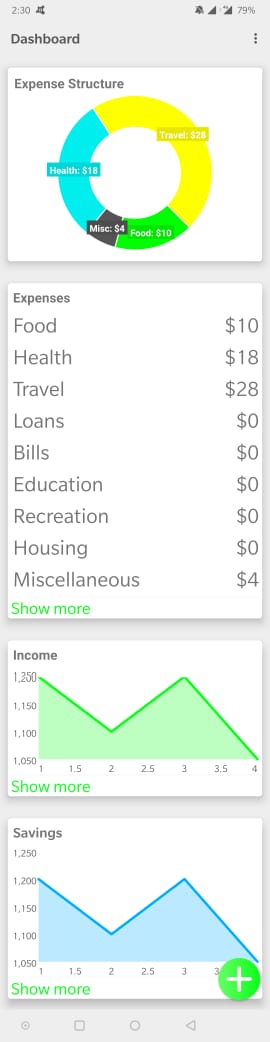 2:30 79%
Dashboard
Expense Structure
Travel: $28
Health: $18
Misc: $4 Food: $10
Expenses
Food $10
Health $18
Travel $28
Loans $0
Bills $0
Education $0
Recreation $0
Housing $0
Miscellaneous $4
Show more
Income
1,200
1,150
1,100
1,050
1 1.5 2 2.5 3 3.5 4
Show more
Savings
1,250
1,200
1,150
1,100
1,050
1 1.5 2 2.5 3
Show more